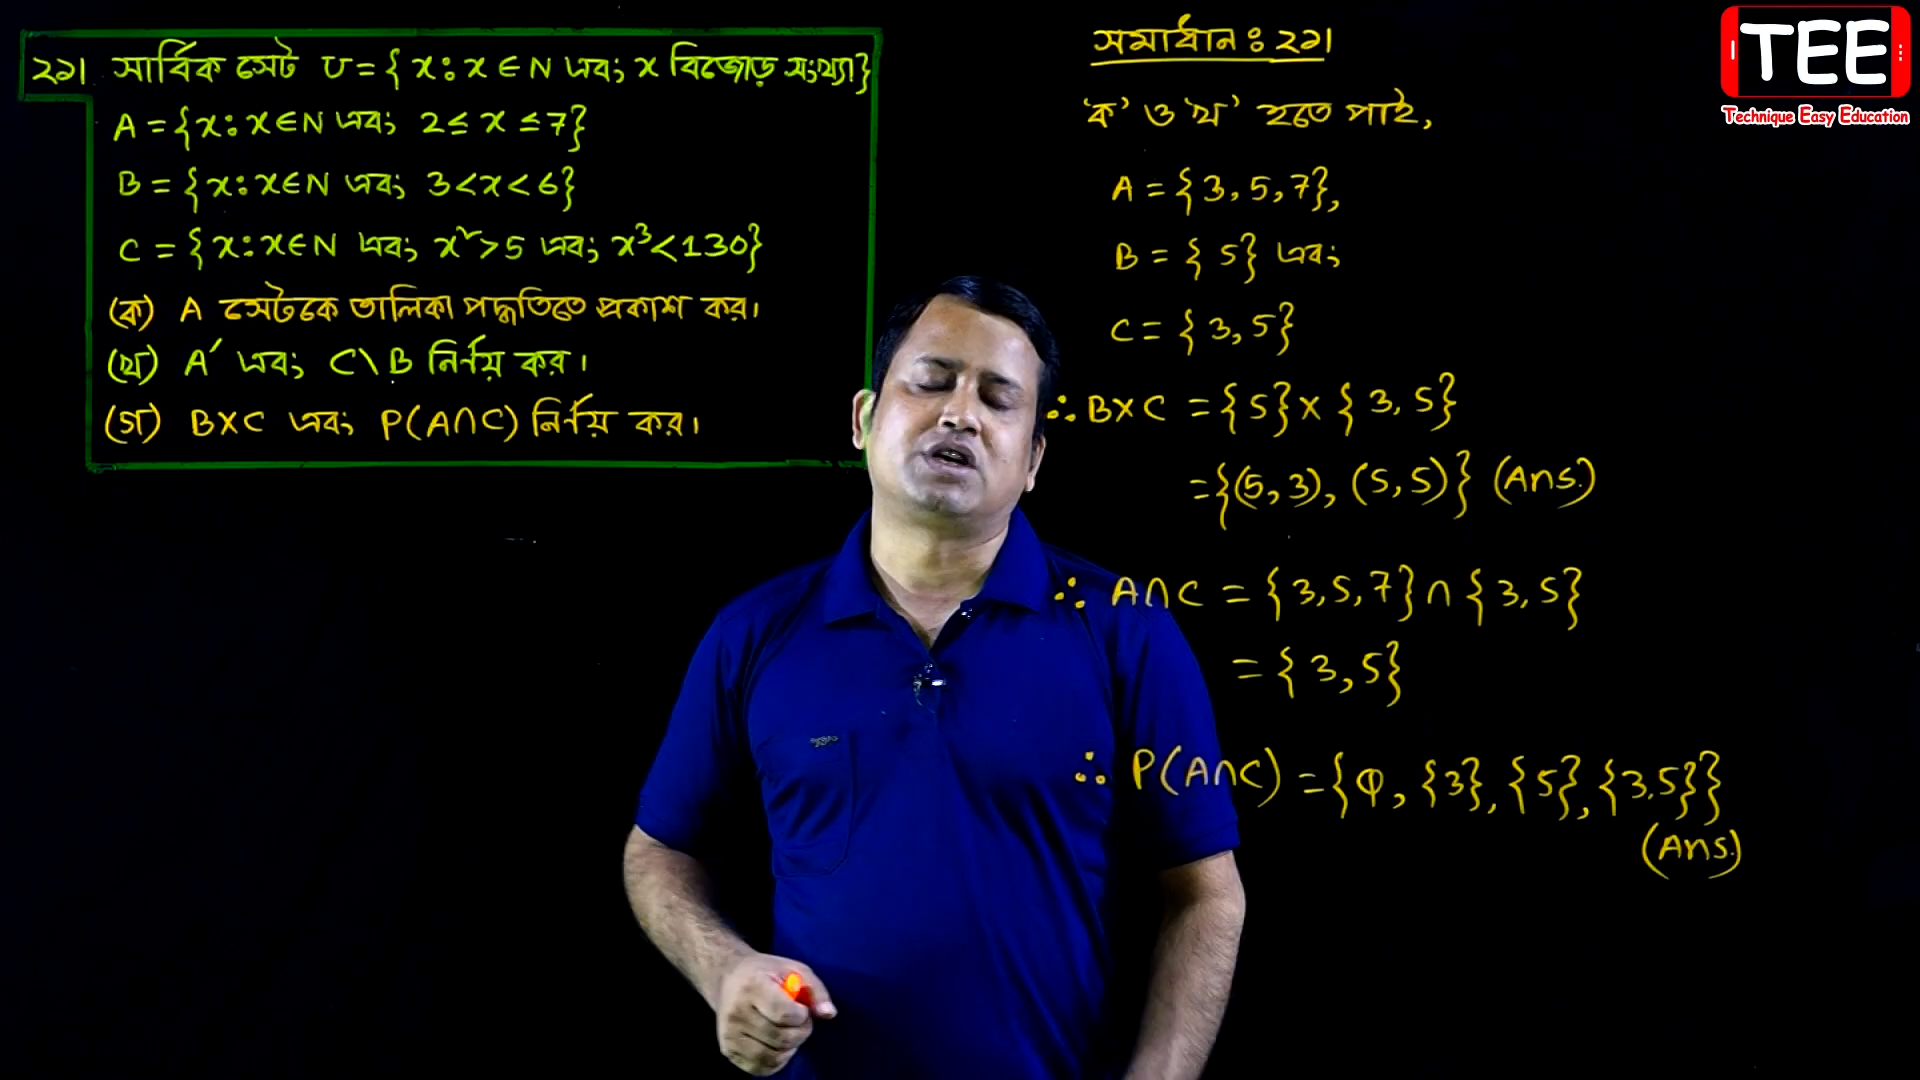 ২১। সার্বিক সেট U = { x : x ∈ N এবং x বিজোড় সংখ্যা}
A = {x : x ∈ N এবং 2 ≤ x ≤ 7}
B = {x : x ∈ N এবং 3 < x < 6}
C = {x : x ∈ N এবং x² > 5 এবং x³ < 130}
(ক) A সেটকে তালিকা পদ্ধতিতে প্রকাশ কর।
(খ) A′ এবং C \ B নির্ণয় কর।
(গ) B×C এবং P(A∩C) নির্ণয় কর।
সমাধান : ২১।
'ক' ও 'খ' হতে পাই,
A = {3, 5, 7},
B = { 5} এবং
C = { 3, 5}
∴ B×C = {5} × { 3, 5}
= {(5, 3), (5, 5)} (Ans.)
∴ A∩C = {3, 5, 7} ∩ { 3, 5}
= { 3, 5}
∴ P(A∩C) = {φ, {3}, {5}, {3, 5}}
(Ans.)
TEE
Technique Easy Education